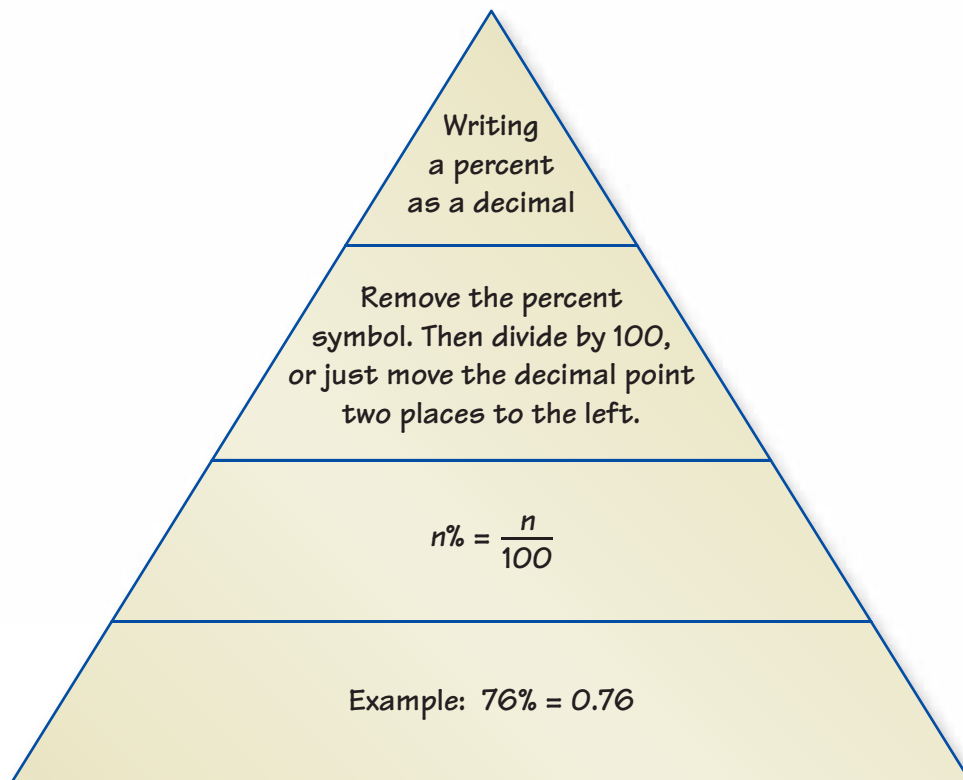 Writing
a percent
as a decimal
Remove the percent
symbol. Then divide by 100,
or just move the decimal point
two places to the left.
n% = n/100
Example: 76% = 0.76